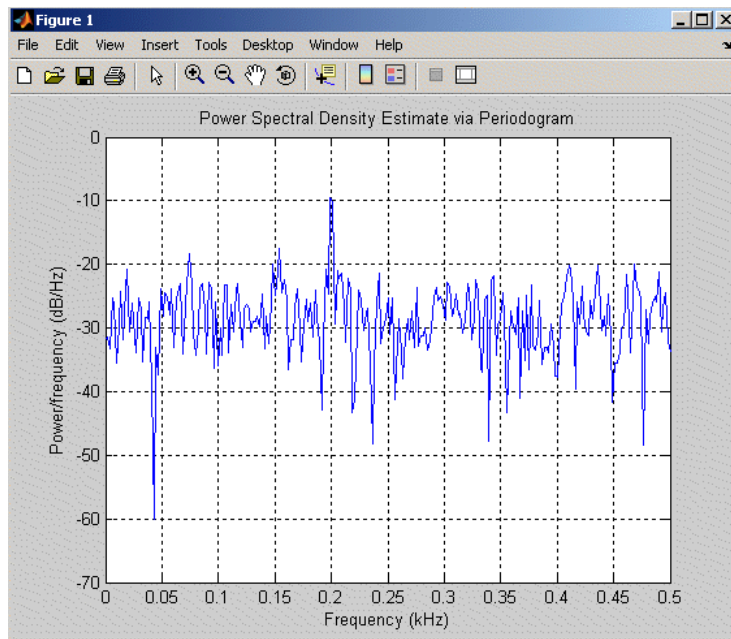 Figure 1
File Edit View Insert Tools Desktop Window Help
Power Spectral Density Estimate via Periodogram
Power/frequency (dB/Hz)
0
-10
-20
-30
-40
-50
-60
-70
0 0.05 0.1 0.15 0.2 0.25 0.3 0.35 0.4 0.45 0.5
Frequency (kHz)